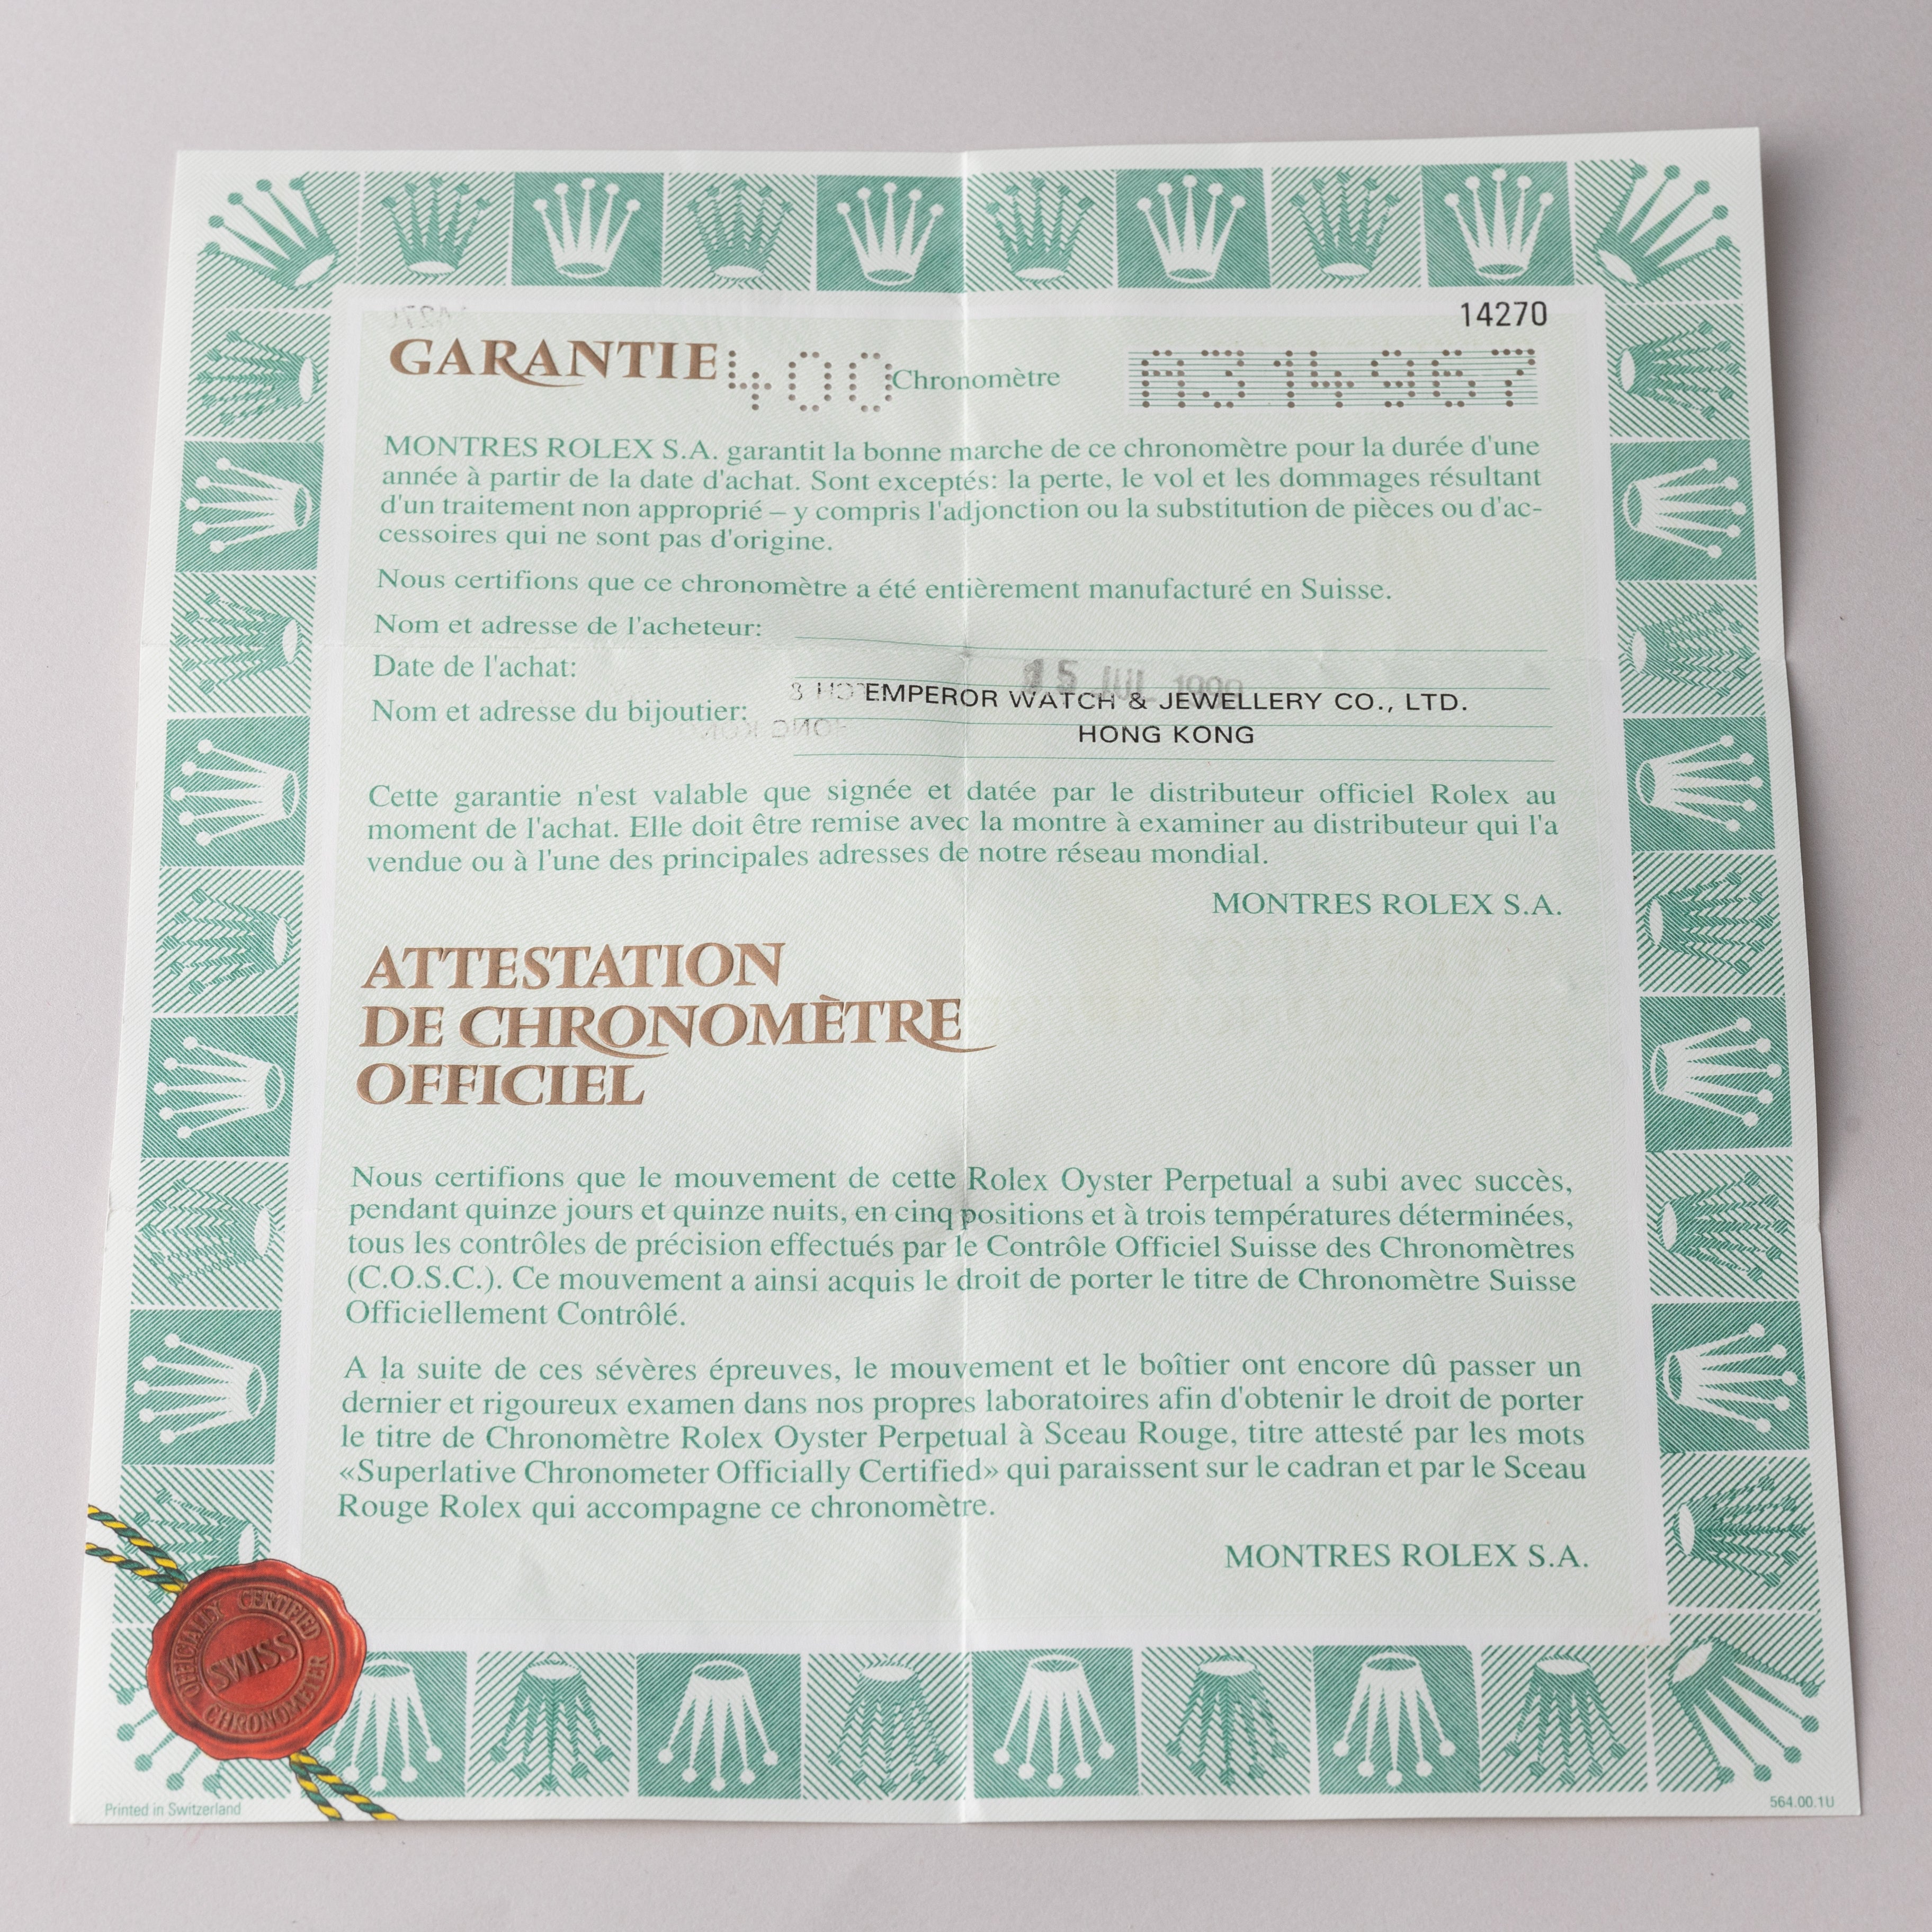 14270
GARANTIE 400 Chronomètre A314967
MONTRES ROLEX S.A. garantit la bonne marche de ce chronomètre pour la durée d'une
année à partir de la date d'achat. Sont exceptés: la perte, le vol et les dommages résultant
d'un traitement non approprié – y compris l'adjonction ou la substitution de pièces ou d'ac-
cessoires qui ne sont pas d'origine.
Nous certifions que ce chronomètre a été entièrement manufacturé en Suisse.
Nom et adresse de l'acheteur:
Date de l'achat: 15 JUL
EMPEROR WATCH & JEWELLERY CO., LTD.
Nom et adresse du bijoutier:
HONG KONG
Cette garantie n'est valable que signée et datée par le distributeur officiel Rolex au
moment de l'achat. Elle doit être remise avec la montre à examiner au distributeur qui l'a
vendue ou à l'une des principales adresses de notre réseau mondial.
MONTRES ROLEX S.A.
ATTESTATION
DE CHRONOMÈTRE
OFFICIEL
Nous certifions que le mouvement de cette Rolex Oyster Perpetual a subi avec succès,
pendant quinze jours et quinze nuits, en cinq positions et à trois températures déterminées,
tous les contrôles de précision effectués par le Contrôle Officiel Suisse des Chronomètres
(C.O.S.C.). Ce mouvement a ainsi acquis le droit de porter le titre de Chronomètre Suisse
Officiellement Contrôlé.
A la suite de ces sévères épreuves, le mouvement et le boîtier ont encore dû passer un
dernier et rigoureux examen dans nos propres laboratoires afin d'obtenir le droit de porter
le titre de Chronomètre Rolex Oyster Perpetual à Sceau Rouge, titre attesté par les mots
«Superlative Chronometer Officially Certified» qui paraissent sur le cadran et par le Sceau
Rouge Rolex qui accompagne ce chronomètre.
MONTRES ROLEX S.A.
OFFICIALLY CERTIFIED
SWISS
CHRONOMETER
Printed in Switzerland
564.00.1U